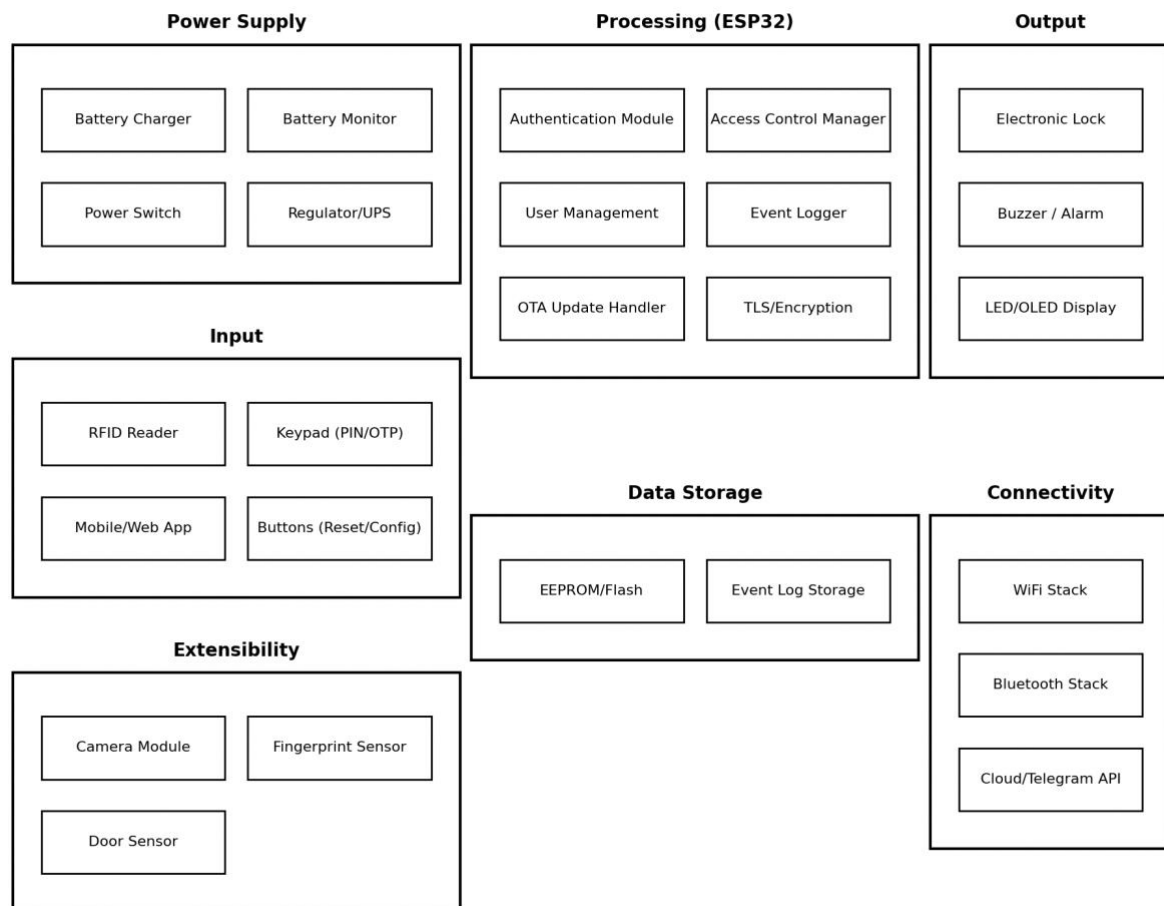 Power Supply
Battery Charger
Battery Monitor
Power Switch
Regulator/UPS
Processing (ESP32)
Authentication Module
Access Control Manager
User Management
Event Logger
OTA Update Handler
TLS/Encryption
Output
Electronic Lock
Buzzer / Alarm
LED/OLED Display
Input
RFID Reader
Keypad (PIN/OTP)
Mobile/Web App
Buttons (Reset/Config)
Data Storage
EEPROM/Flash
Event Log Storage
Connectivity
WiFi Stack
Bluetooth Stack
Cloud/Telegram API
Extensibility
Camera Module
Fingerprint Sensor
Door Sensor